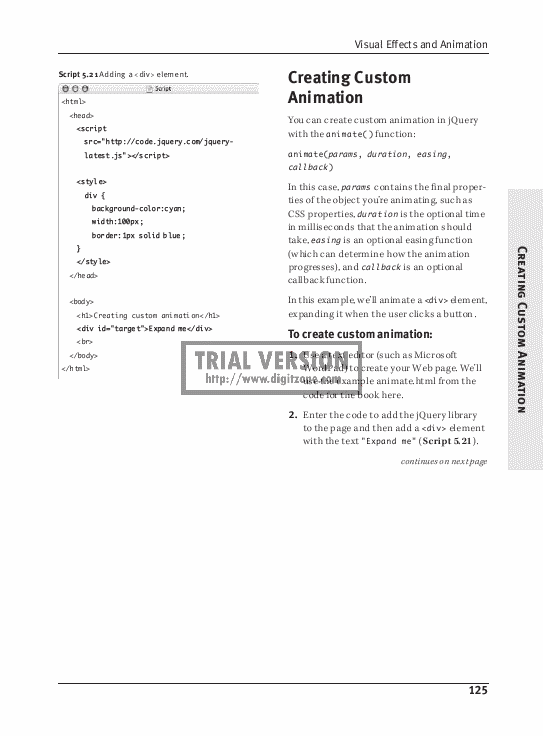 Visual Effects and Animation
Script 5.21 Adding a <div> element.
Script
<html>
<head>
<script
src="http://code.jquery.com/jquery-
latest.js"></script>
<style>
div {
background-color:cyan;
width:100px;
border:1px solid blue;
}
</style>
</head>
<body>
<h1>Creating custom animation</h1>
<div id="target">Expand me</div>
<br>
</body>
</html>
Creating Custom
Animation
You can create custom animation in jQuery
with the animate() function:
animate(params, duration, easing,
callback)
In this case, params contains the final proper-
ties of the object you're animating, such as
CSS properties, duration is the optional time
in milliseconds that the animation should
take, easing is an optional easing function
(which can determine how the animation
progresses), and callback is an optional
callback function.
In this example, we'll animate a <div> element,
expanding it when the user clicks a button.
To create custom animation:
1. Use a text editor (such as Microsoft
WordPad) to create your Web page. We'll
use the example animate.html from the
code for the book here.
2. Enter the code to add the jQuery library
to the page and then add a <div> element
with the text "Expand me" (Script 5.21).
continues on next page
TRIAL VERSION
http://www.digitzone.com
Creating Custom Animation
125